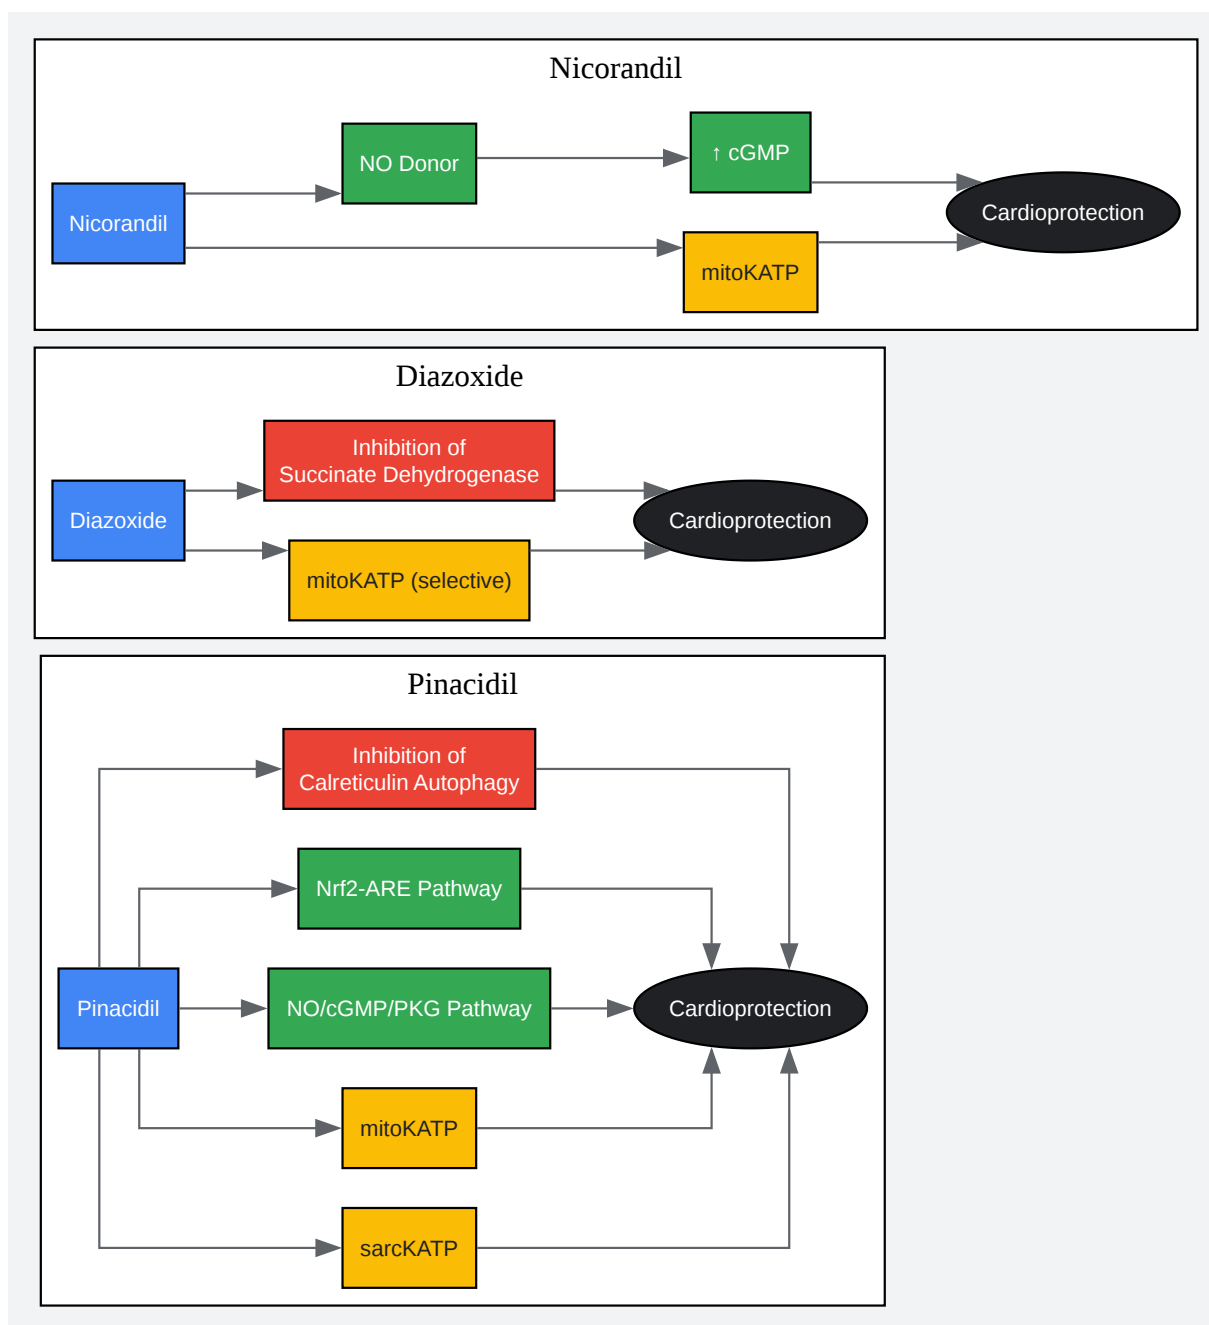 Nicorandil
NO Donor
↑ cGMP
Nicorandil
Cardioprotection
mitoKATP
Diazoxide
Inhibition of
Succinate Dehydrogenase
Diazoxide
Cardioprotection
mitoKATP (selective)
Pinacidil
Inhibition of
Calreticulin Autophagy
Nrf2-ARE Pathway
Pinacidil
NO/cGMP/PKG Pathway
Cardioprotection
mitoKATP
sarcKATP